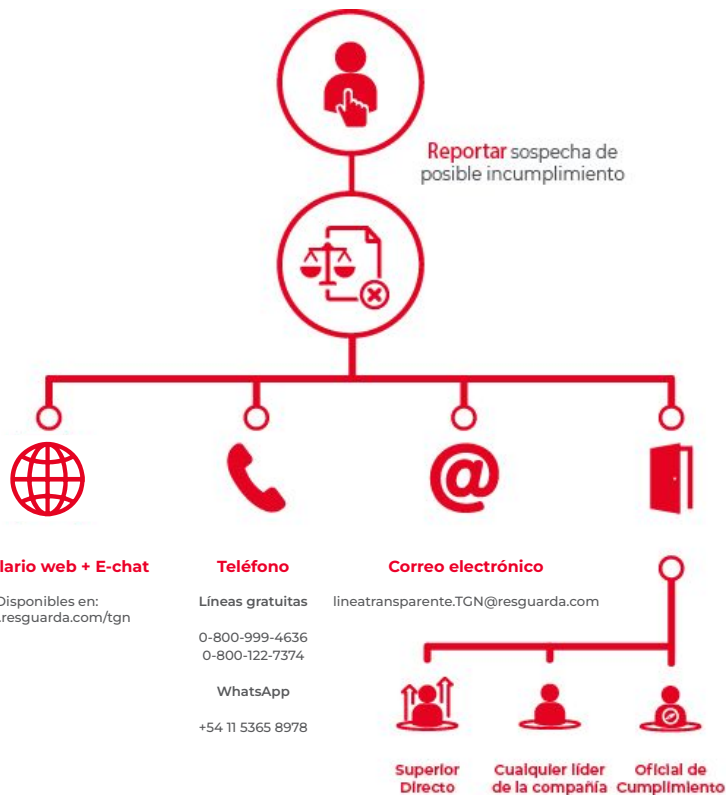 Reportar sospecha de
posible incumplimiento
lario web + E-chat
Disponibles en:
.resguarda.com/tgn
Teléfono
Líneas gratuitas
0-800-999-4636
0-800-122-7374
WhatsApp
+54 11 5365 8978
Correo electrónico
lineatransparente.TGN@resguarda.com
Superior
Directo
Cualquier líder
de la compañía
Oficial de
Cumplimiento